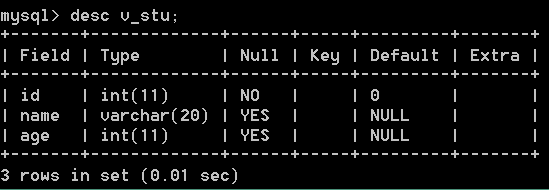 mysql> desc v_stu;
+-------+-------------+------+-----+---------+-------+
| Field | Type        | Null | Key | Default | Extra |
+-------+-------------+------+-----+---------+-------+
| id    | int(11)     | NO   |     | 0       |       |
| name  | varchar(20) | YES  |     | NULL    |       |
| age   | int(11)     | YES  |     | NULL    |       |
+-------+-------------+------+-----+---------+-------+
3 rows in set (0.01 sec)